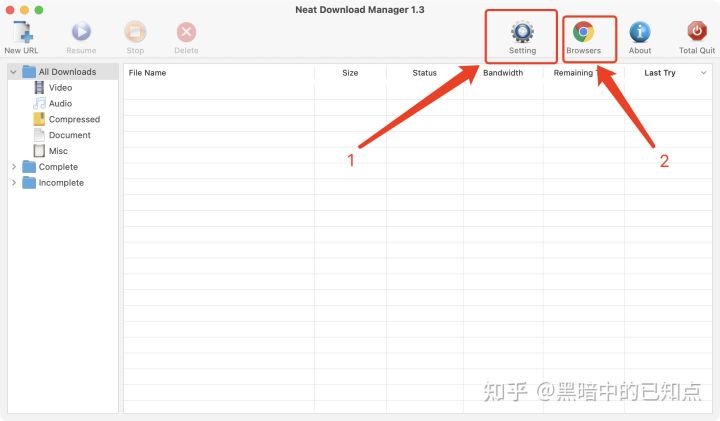 Neat Download Manager 1.3
New URL Resume Stop Delete Setting Browsers About Total Quit
All Downloads File Name Size Status Bandwidth Remaining T Last Try
Video
Audio
Compressed
Document
Misc
Complete
Incomplete
1
2
知乎 @黑暗中的已知点